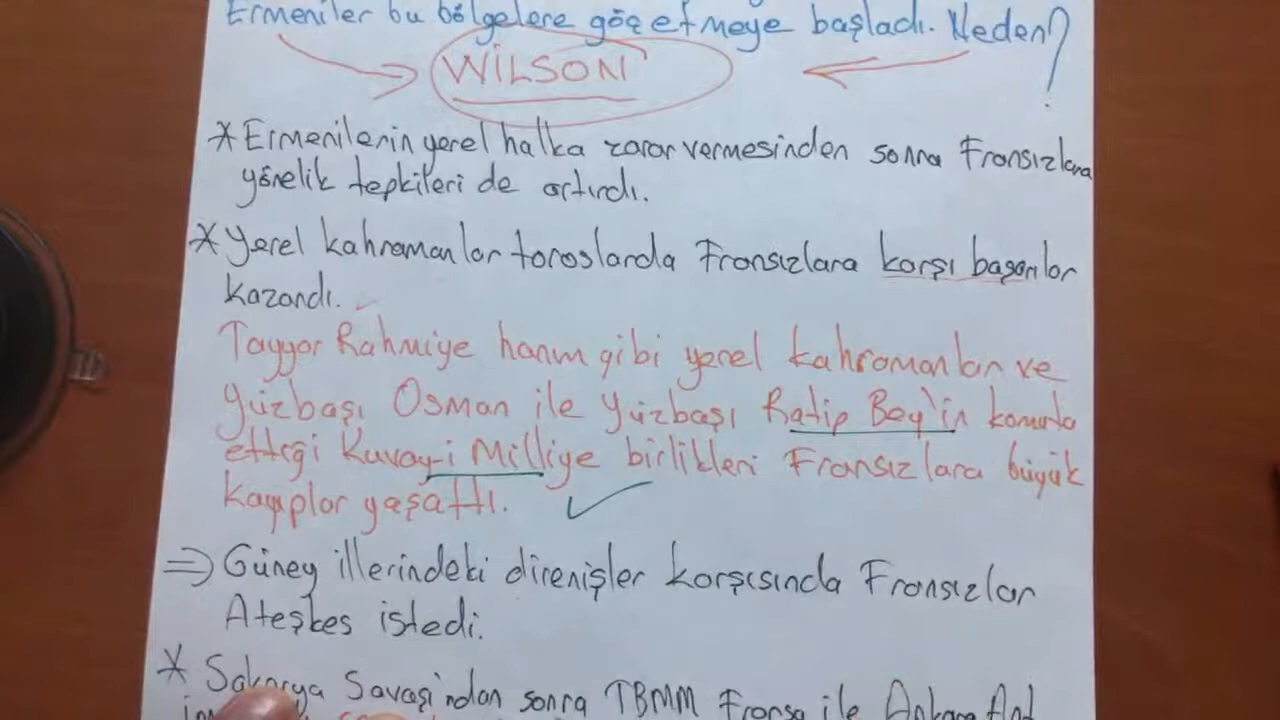 Ermeniler bu bölgelere göç etmeye başladı. Neden?
WİLSON
* Ermenilerin yerel halka zarar vermesinden sonra Fransızlara
yönelik tepkileri de artırdı.
* Yerel kahramanlar toroslarda Fransızlara karşı başarılar
kazandı.
Tayyar Rahmiye hanım gibi yerel kahramanlar ve
Yüzbaşı Osman ile Yüzbaşı Ratip Bey'in komuta
ettiği Kuvay-i Milliye birlikleri Fransızlara büyük
kayıplar yaşattı.
⇒ Güney illerindeki direnişler karşısında Fransızlar
Ateşkes istedi.
* Sakarya Savaşı'ndan sonra TBMM Fransa ile Ankara Ant